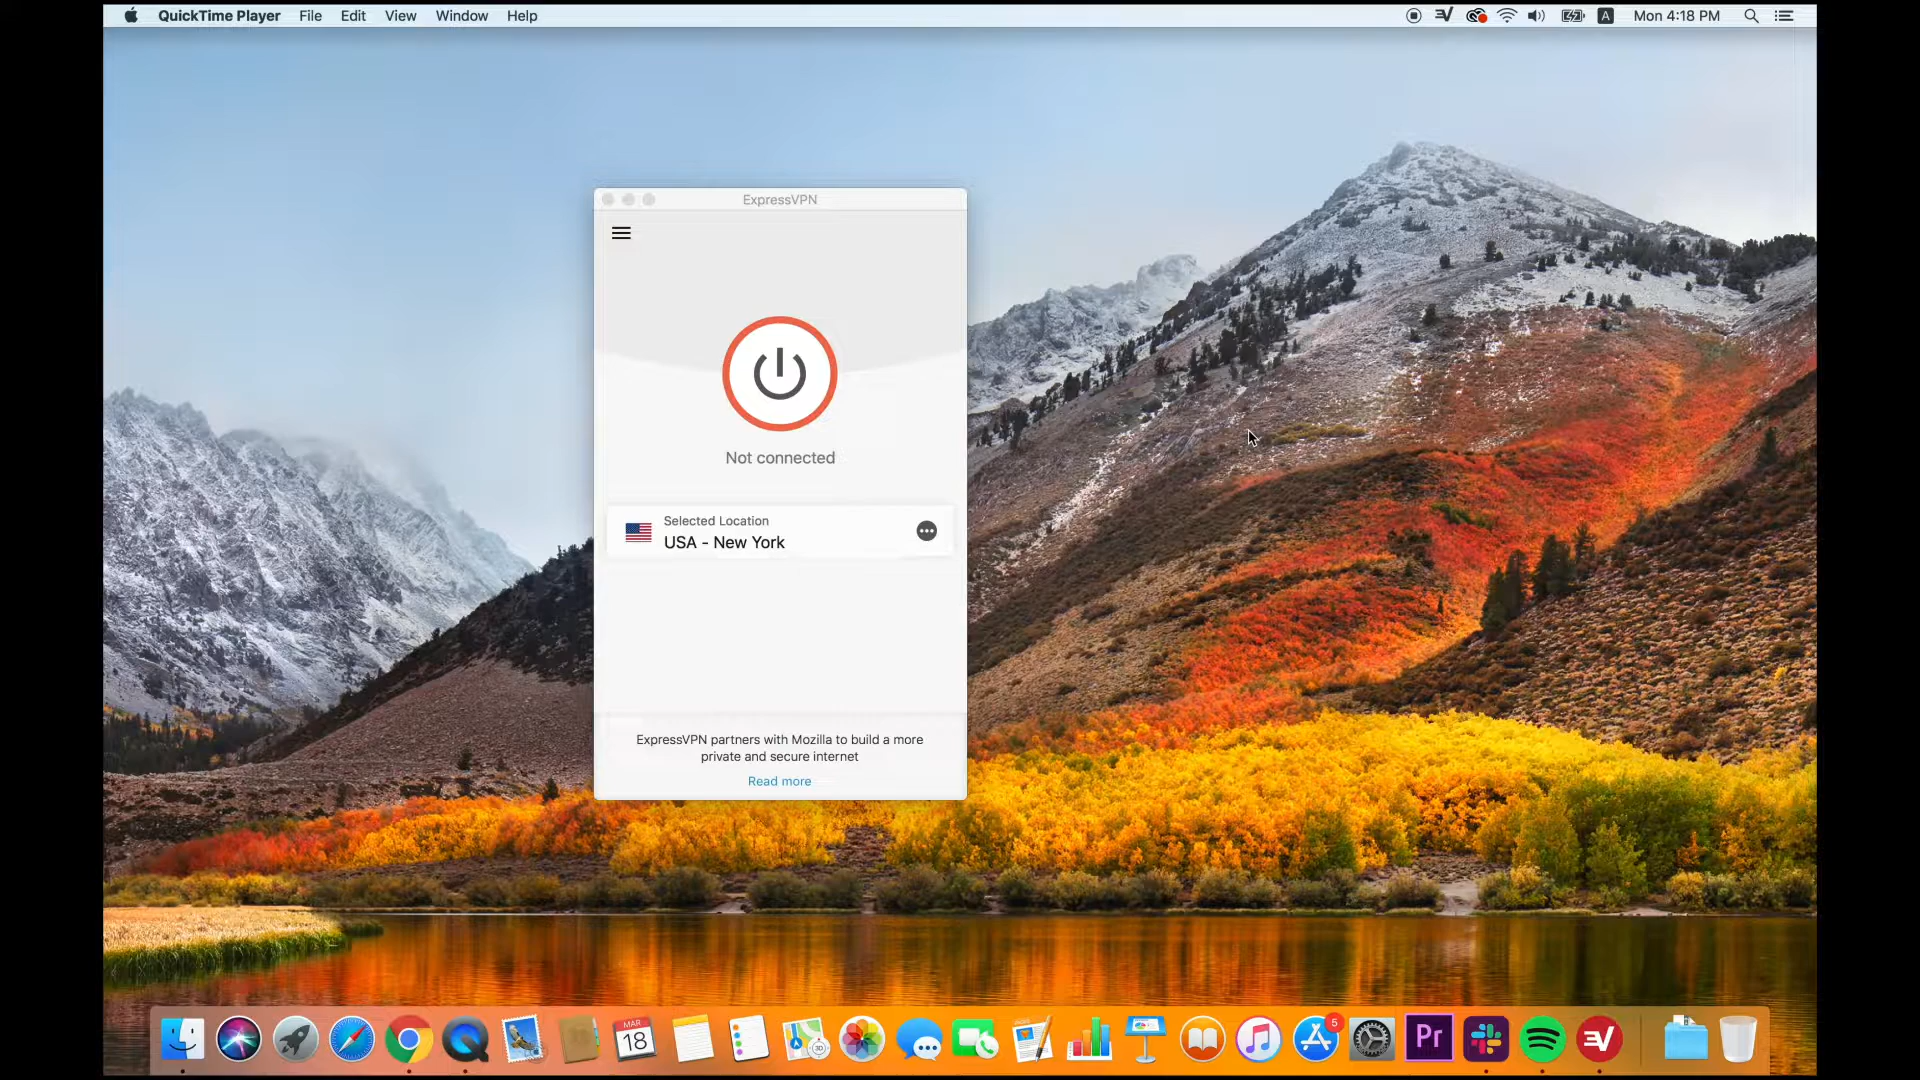 QuickTime Player File Edit View Window Help
A Mon 4:18 PM
ExpressVPN
Not connected
Selected Location
USA - New York
ExpressVPN partners with Mozilla to build a more
private and secure internet
Read more
MAR
18
5
Pr